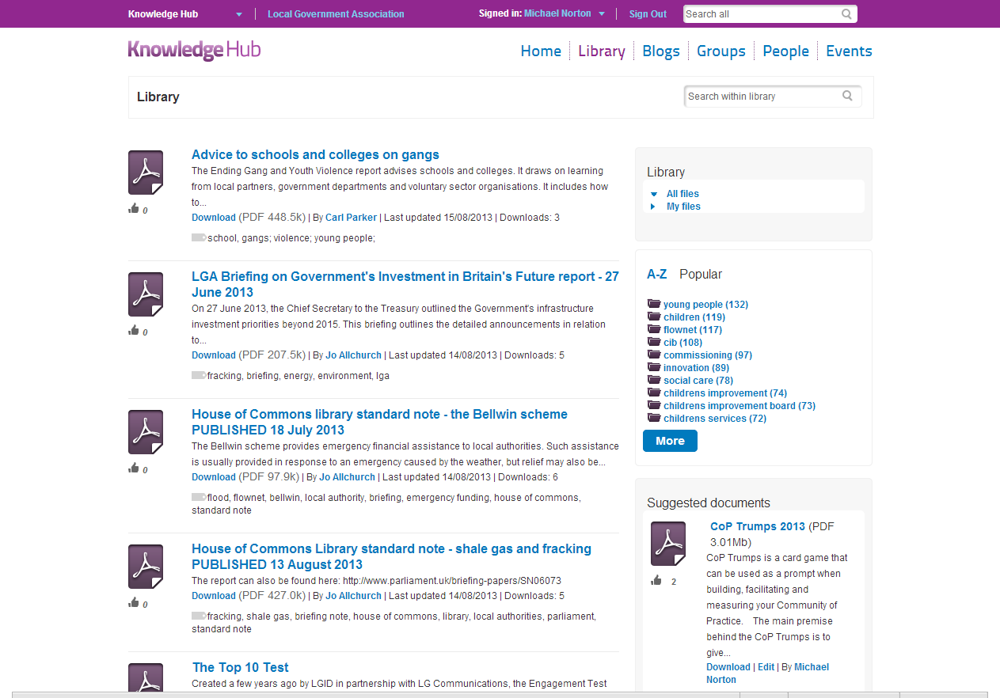 Knowledge Hub
Local Government Association
Signed in: Michael Norton
Sign Out
Search all
Knowledge Hub
Home
Library
Blogs
Groups
People
Events
Library
Search within library
Advice to schools and colleges on gangs
The Ending Gang and Youth Violence report advises schools and colleges. It draws on learning
from local partners, government departments and voluntary sector organisations. It includes how
to...
Download (PDF 448.5k) | By Carl Parker | Last updated 15/08/2013 | Downloads: 3
0
school, gangs; violence; young people;
LGA Briefing on Government's Investment in Britain's Future report - 27
June 2013
On 27 June 2013, the Chief Secretary to the Treasury outlined the Government's infrastructure
investment priorities beyond 2015. This briefing outlines the detailed announcements in relation
to...
0
Download (PDF 207.5k) | By Jo Allchurch | Last updated 14/08/2013 | Downloads: 5
fracking, briefing, energy, environment, lga
House of Commons library standard note - the Bellwin scheme
PUBLISHED 18 July 2013
The Bellwin scheme provides emergency financial assistance to local authorities. Such assistance
is usually provided in response to an emergency caused by the weather, but relief may also be...
0
Download (PDF 97.9k) | By Jo Allchurch | Last updated 14/08/2013 | Downloads: 6
flood, flownet, bellwin, local authority, briefing, emergency funding, house of commons,
standard note
House of Commons Library standard note - shale gas and fracking
PUBLISHED 13 August 2013
The report can also be found here: http://www.parliament.uk/briefing-papers/SN06073
Download (PDF 427.0k) | By Jo Allchurch | Last updated 14/08/2013 | Downloads: 5
0
fracking, shale gas, briefing note, house of commons, library, local authorities, parliament,
standard note
The Top 10 Test
Created a few years ago by LGID in partnership with LG Communications, the Engagement Test
Library
All files
My files
A-Z Popular
young people (132)
children (119)
flownet (117)
cib (108)
commissioning (97)
innovation (89)
social care (78)
childrens improvement (74)
childrens improvement board (73)
childrens services (72)
More
Suggested documents
CoP Trumps 2013 (PDF
3.01Mb)
CoP Trumps is a card game that
can be used as a prompt when
2
building, facilitating and
measuring your Community of
Practice. The main premise
behind the CoP Trumps is to
give...
Download | Edit | By Michael
Norton